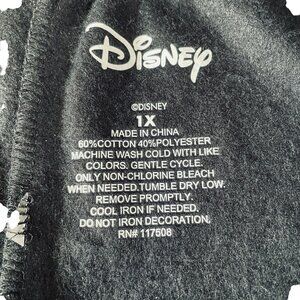 Disney
©DISNEY
1X
MADE IN CHINA
60%COTTON 40%POLYESTER
MACHINE WASH COLD WITH LIKE
COLORS. GENTLE CYCLE.
ONLY NON-CHLORINE BLEACH
WHEN NEEDED.TUMBLE DRY LOW.
REMOVE PROMPTLY.
COOL IRON IF NEEDED.
DO NOT IRON DECORATION.
RN# 117508